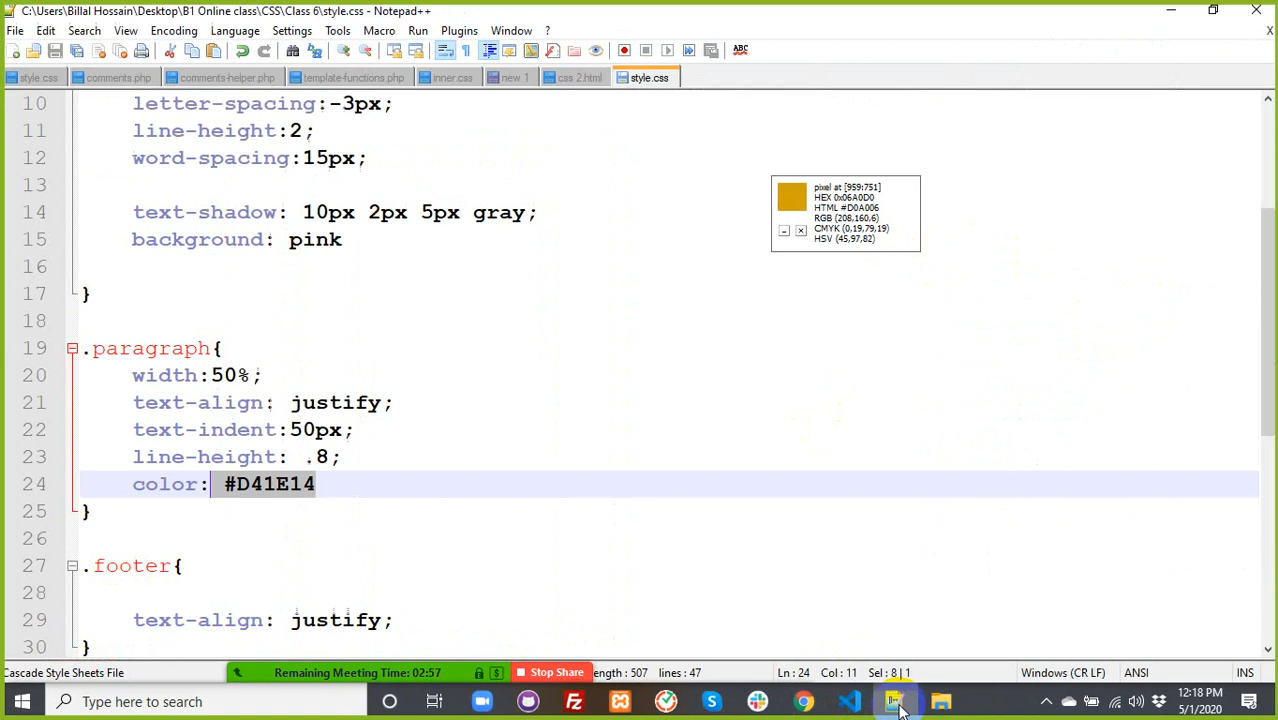 C:\Users\Billal Hossain\Desktop\B1 Online class\CSS\Class 6\style.css - Notepad++
File Edit Search View Encoding Language Settings Tools Macro Run Plugins Window ? X
style.css comments.php comments-helper.php template-functions.php inner.css new 1 css 2.html style.css
10 letter-spacing:-3px;
11 line-height:2;
12 word-spacing:15px;
13
14 text-shadow: 10px 2px 5px gray;
15 background: pink
16
17 }
18
19 .paragraph{
20 width:50%;
21 text-align: justify;
22 text-indent:50px;
23 line-height: .8;
24 color: #D41E14
25 }
26
27 .footer{
28
29 text-align: justify;
30 }
pixel at [959:751]
HEX 0x06A0D0
HTML #D0A006
RGB (208,160,6)
CMYK (0,19,79,19)
HSV (45,97,82)
Cascade Style Sheets File Remaining Meeting Time: 02:57 Stop Share length : 507 lines : 47 Ln : 24 Col : 11 Sel : 8 | 1 Windows (CR LF) ANSI INS
Type here to search 12:18 PM
5/1/2020